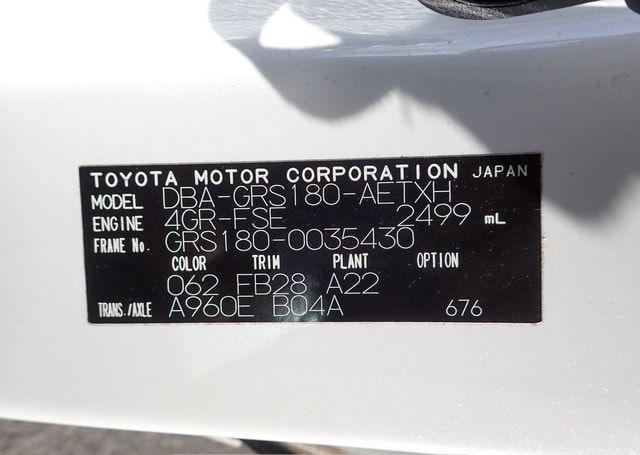 TOYOTA MOTOR CORPORATION JAPAN
MODEL DBA-GRS180-AETXH
ENGINE 4GR-FSE 2499 mL
FRAME No. GRS180-0035430
COLOR TRIM PLANT OPTION
062 FB28 A22
TRANS./AXLE A960E B04A 676